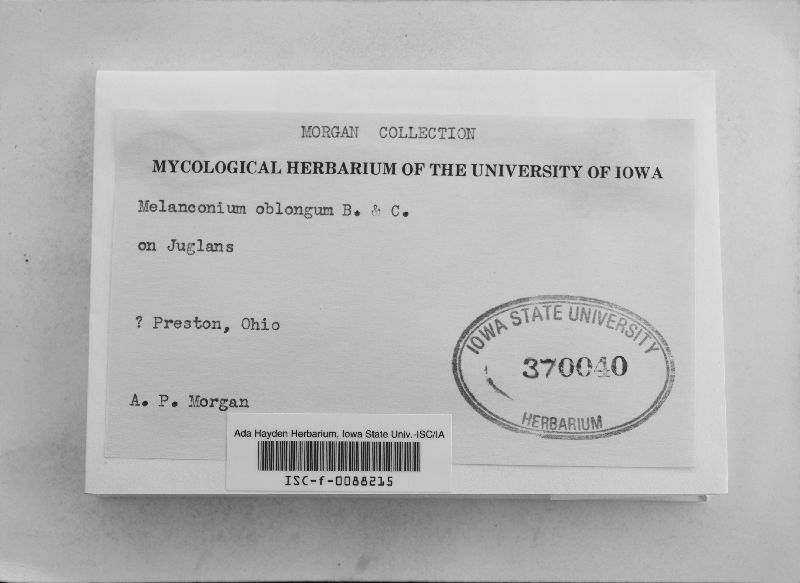 MORGAN COLLECTION
MYCOLOGICAL HERBARIUM OF THE UNIVERSITY OF IOWA
Melanconium oblongum B. & C.
on Juglans
? Preston, Ohio
IOWA STATE UNIVERSITY
370040
HERBARIUM
A. P. Morgan
Ada Hayden Herbarium, Iowa State Univ.-ISC/IA
ISC-f-0088215